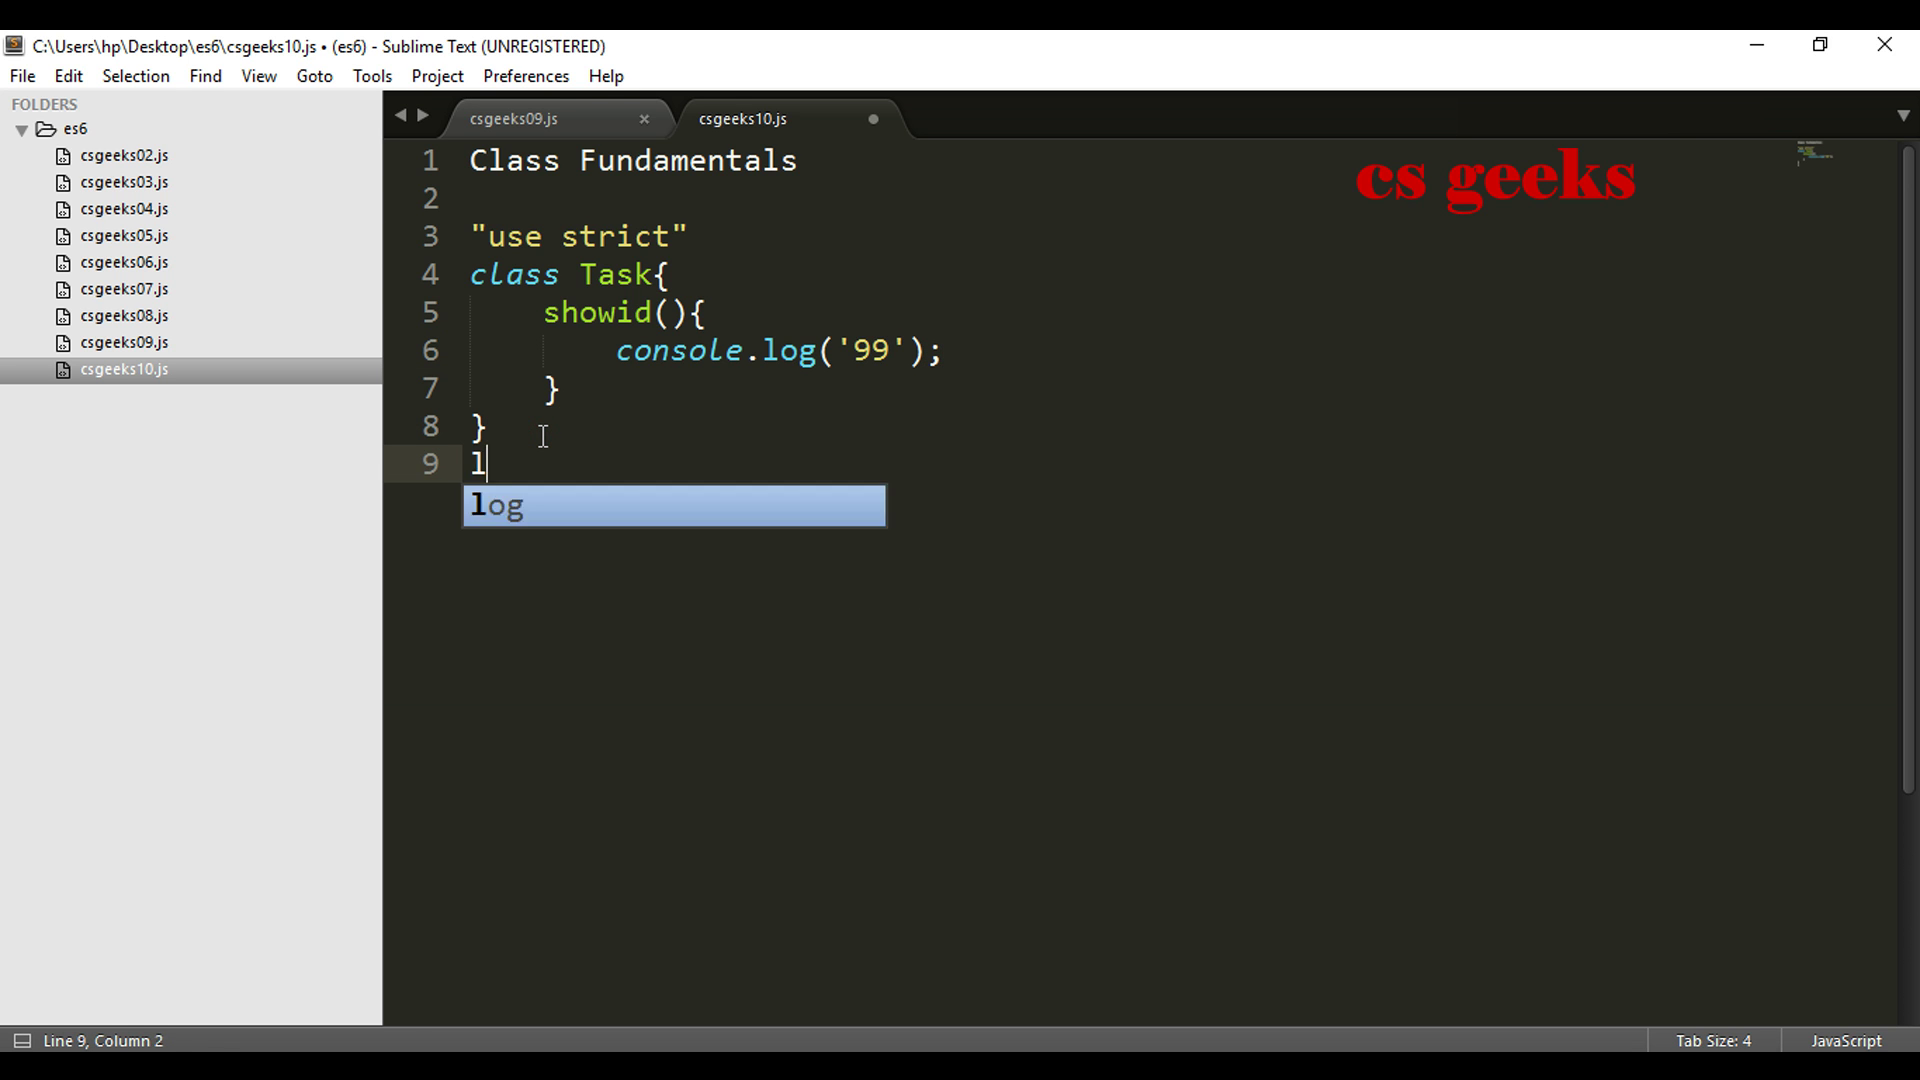 C:\Users\hp\Desktop\es6\csgeeks10.js • (es6) - Sublime Text (UNREGISTERED)
File Edit Selection Find View Goto Tools Project Preferences Help
FOLDERS
es6
csgeeks02.js
csgeeks03.js
csgeeks04.js
csgeeks05.js
csgeeks06.js
csgeeks07.js
csgeeks08.js
csgeeks09.js
csgeeks10.js
csgeeks09.js csgeeks10.js
cs geeks
1 Class Fundamentals
2
3 "use strict"
4 class Task{
5 showid(){
6 console.log('99');
7 }
8 }
9 l
log
Line 9, Column 2 Tab Size: 4 JavaScript